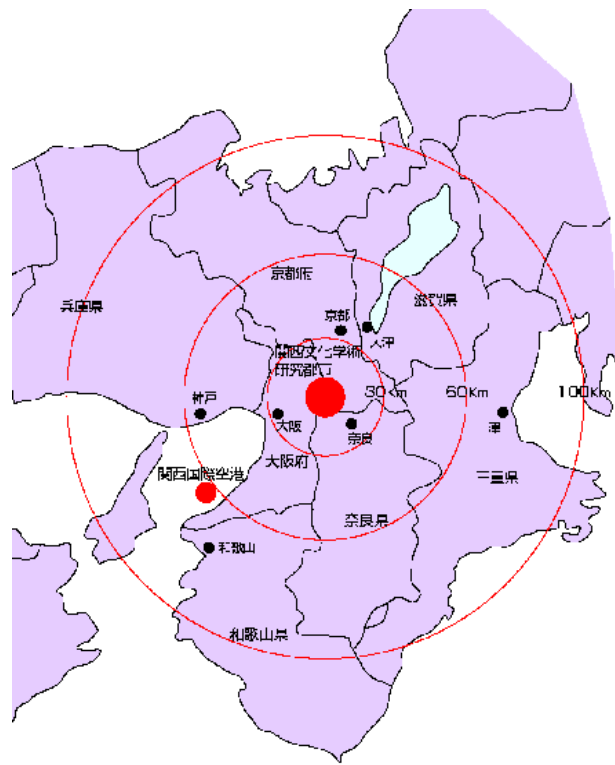 京都府
兵庫県
滋賀県
京都
大津
関西文化学術
研究都市
30Km
60Km
100Km
神戸
大阪
奈良
津
大阪府
関西国際空港
三重県
奈良県
和歌山
和歌山県